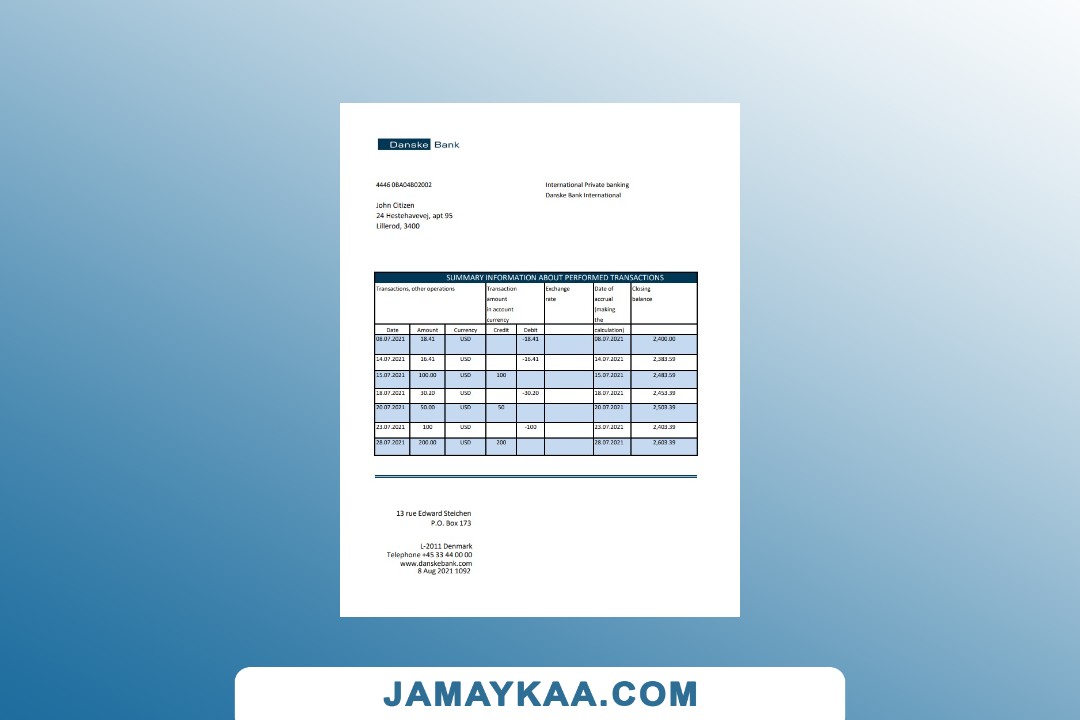 Danske Bank
4446 0BA04B02002
International Private banking
Danske Bank International
John Citizen
24 Hestehavevej, apt 95
Lillerod, 3400
SUMMARY INFORMATION ABOUT PERFORMED TRANSACTIONS
Transactions, other operations
Transaction
amount
in account
currency
Exchange
rate
Date of
accrual
(making
the
calculation)
Closing
balance
Date Amount Currency Credit Debit
08.07.2021 18.41 USD -18.41 08.07.2021 2,400.00
14.07.2021 16.41 USD -16.41 14.07.2021 2,383.59
15.07.2021 100.00 USD 100 15.07.2021 2,483.59
18.07.2021 30.20 USD -30.20 18.07.2021 2,453.39
20.07.2021 50.00 USD 50 20.07.2021 2,503.39
23.07.2021 100 USD -100 23.07.2021 2,403.39
28.07.2021 200.00 USD 200 28.07.2021 2,603.39
13 rue Edward Steichen
P.O. Box 173
L-2011 Denmark
Telephone +45 33 44 00 00
www.danskebank.com
8 Aug 2021 1092
JAMAYKAA.COM